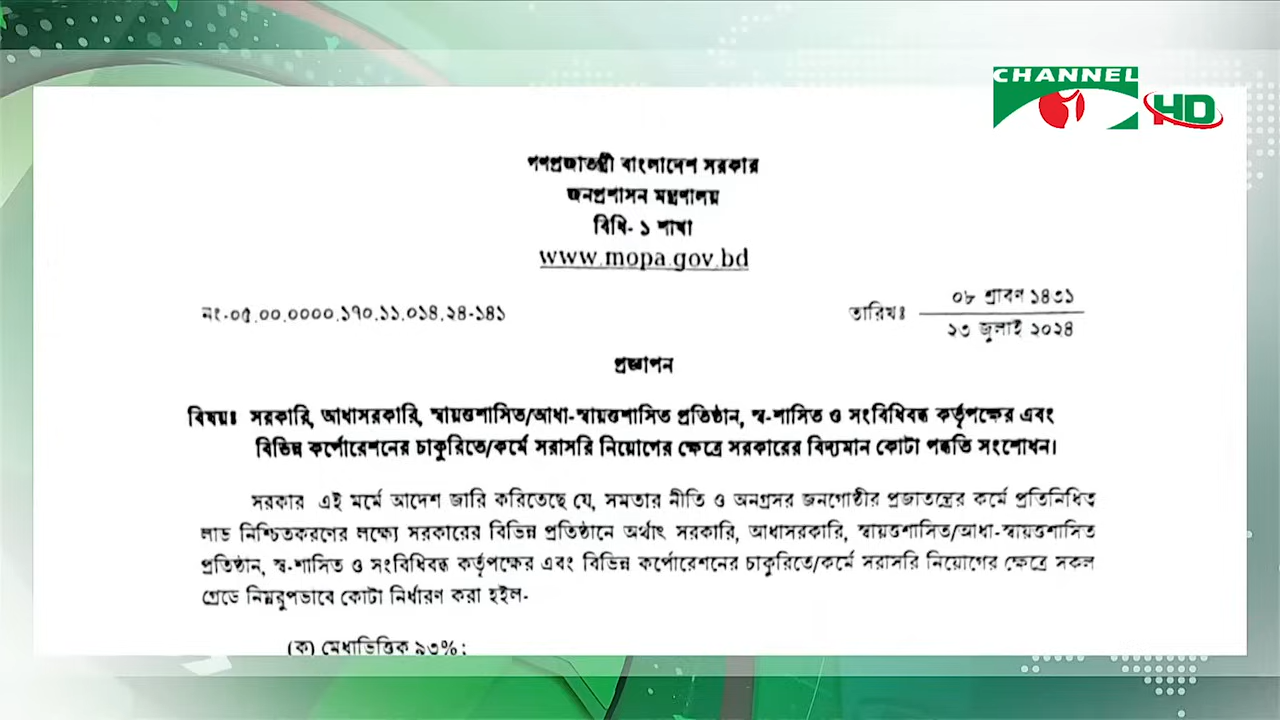 CHANNEL
HD
গণপ্রজাতন্ত্রী বাংলাদেশ সরকার
জনপ্রশাসন মন্ত্রণালয়
বিধি- ১ শাখা
www.mopa.gov.bd
নং-০৫.০০.০০০০.১৭০.১১.০১৪.২৪-১৪১
০৮ শ্রাবণ ১৪৩১
তারিখঃ
২৩ জুলাই ২০২৪
প্রজ্ঞাপন
বিষয়ঃ সরকারি, আধাসরকারি, স্বায়ত্তশাসিত/আধা-স্বায়ত্তশাসিত প্রতিষ্ঠান, স্ব-শাসিত ও সংবিধিবদ্ধ কর্তৃপক্ষের এবং
বিভিন্ন কর্পোরেশনের চাকুরিতে/কর্মে সরাসরি নিয়োগের ক্ষেত্রে সরকারের বিদ্যমান কোটা পদ্ধতি সংশোধন।
সরকার এই মর্মে আদেশ জারি করিতেছে যে, সমতার নীতি ও অনগ্রসর জনগোষ্ঠীর প্রজাতন্ত্রের কর্মে প্রতিনিধিত্ব
লাভ নিশ্চিতকরণের লক্ষ্যে সরকারের বিভিন্ন প্রতিষ্ঠানে অর্থাৎ সরকারি, আধাসরকারি, স্বায়ত্তশাসিত/আধা-স্বায়ত্তশাসিত
প্রতিষ্ঠান, স্ব-শাসিত ও সংবিধিবদ্ধ কর্তৃপক্ষের এবং বিভিন্ন কর্পোরেশনের চাকুরিতে/কর্মে সরাসরি নিয়োগের ক্ষেত্রে সকল
গ্রেডে নিম্নরূপভাবে কোটা নির্ধারণ করা হইল-
(ক) মেধাভিত্তিক ৯৩%;